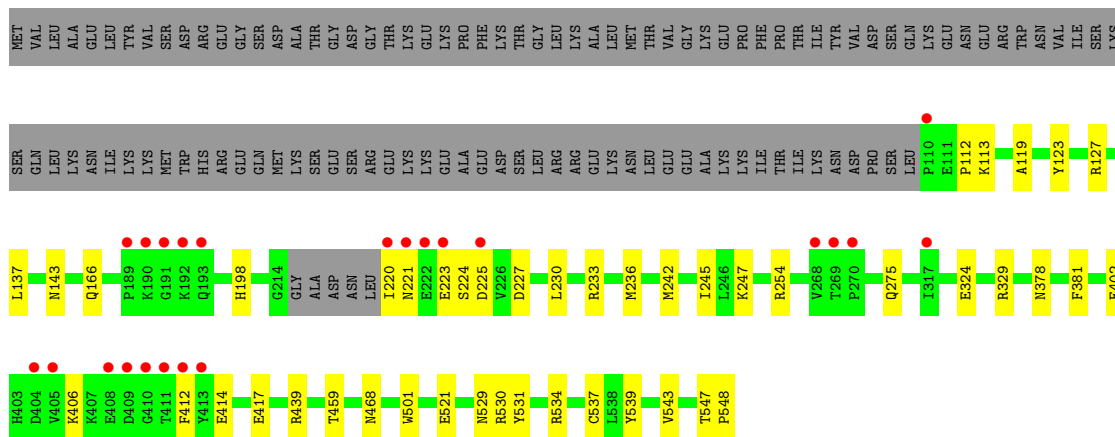 MET VAL LEU ALA GLU LEU TYR VAL SER ASP ARG GLU GLY SER ASP ALA THR GLY ASP GLY THR LYS GLU LYS PRO PHE LYS THR GLY LEU LYS ALA LEU MET THR VAL GLY LYS GLU PRO PHE PRO THR ILE TYR VAL ASP SER GLN LYS GLU ASN GLU ARG TRP ASN VAL ILE SER LYS
SER GLN LEU LYS ASN ILE LYS LYS MET TRP HIS ARG GLU GLN MET LYS SER GLU SER ARG GLU LYS LYS GLU ALA GLU ASP SER LEU ARG ARG GLU LYS ASN LEU GLU GLU ALA LYS LYS ILE THR ILE LYS ASN ASP PRO SER LEU P110 E111 P112 K113 A119 Y123 R127
L137 N143 Q166 P189 K190 G191 K192 Q193 H198 G214 GLY ALA ASP ASN LEU I220 N221 E222 E223 S224 D225 V226 D227 L230 R233 M236 M242 I245 L246 K247 R254 V268 T269 P270 Q275 I317 E324 R329 N378 F381
H403 D404 V405 K406 K407 E408 D409 G410 T411 F412 Y413 E414 E417 R439 T459 N468 W501 E521 N529 R530 Y531 R534 C537 L538 Y539 V543 T547 P548